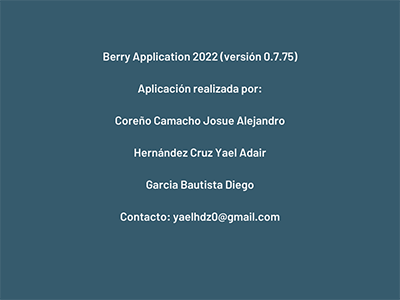 Berry Application 2022 (versión 0.7.75)
Aplicación realizada por:
Coreño Camacho Josue Alejandro
Hernández Cruz Yael Adair
Garcia Bautista Diego
Contacto: yaelhdz0@gmail.com